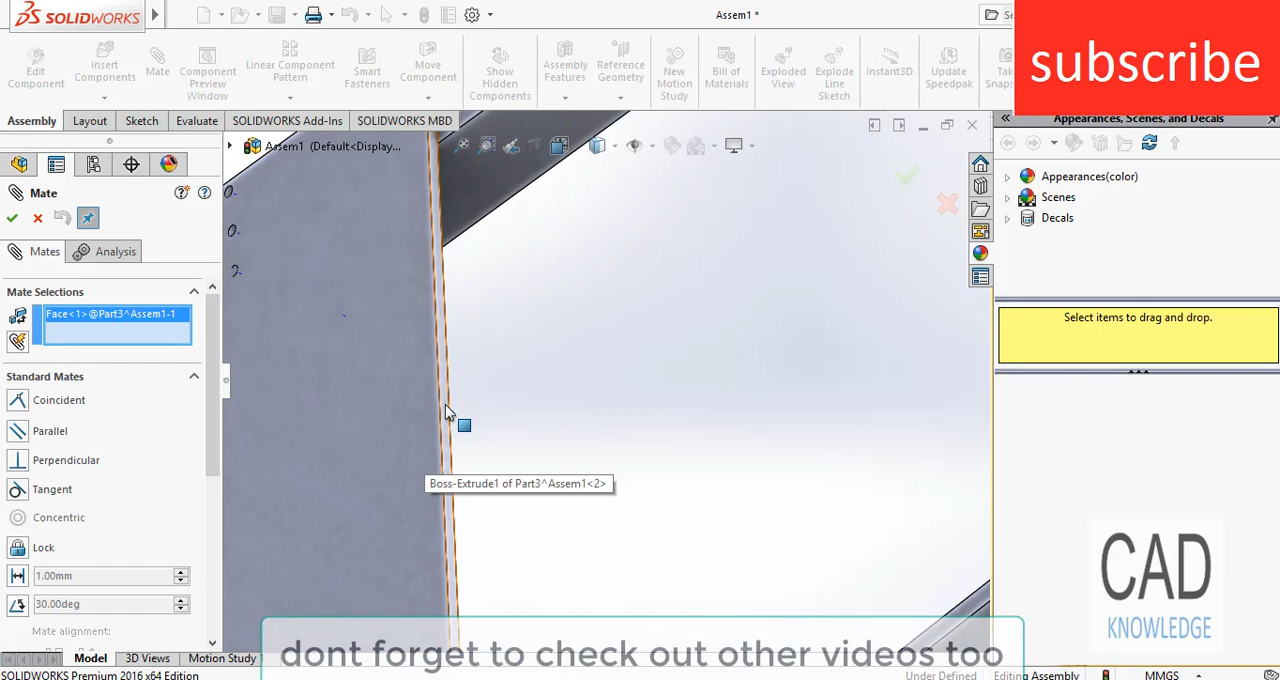 SOLIDWORKS
Assem1 *
subscribe
Edit Component
Insert Components
Mate
Component Preview Window
Linear Component Pattern
Smart Fasteners
Move Component
Show Hidden Components
Assembly Features
Reference Geometry
New Motion Study
Bill of Materials
Exploded View
Explode Line Sketch
Instant3D
Update Speedpak
Assembly Layout Sketch Evaluate SOLIDWORKS Add-Ins SOLIDWORKS MBD
Appearances, Scenes, and Decals
Assem1 (Default<Display...
Appearances(color)
Scenes
Decals
Mate
Mates Analysis
Mate Selections
Face<1>@Part3^Assem1-1
Select items to drag and drop.
Standard Mates
Coincident
Parallel
Perpendicular
Tangent
Concentric
Lock
1.00mm
30.00deg
Mate alignment:
Boss-Extrude1 of Part3^Assem1<2>
CAD
KNOWLEDGE
dont forget to check out other videos too
Model 3D Views Motion Study 1
SOLIDWORKS Premium 2016 x64 Edition
Under Defined Editing Assembly MMGS